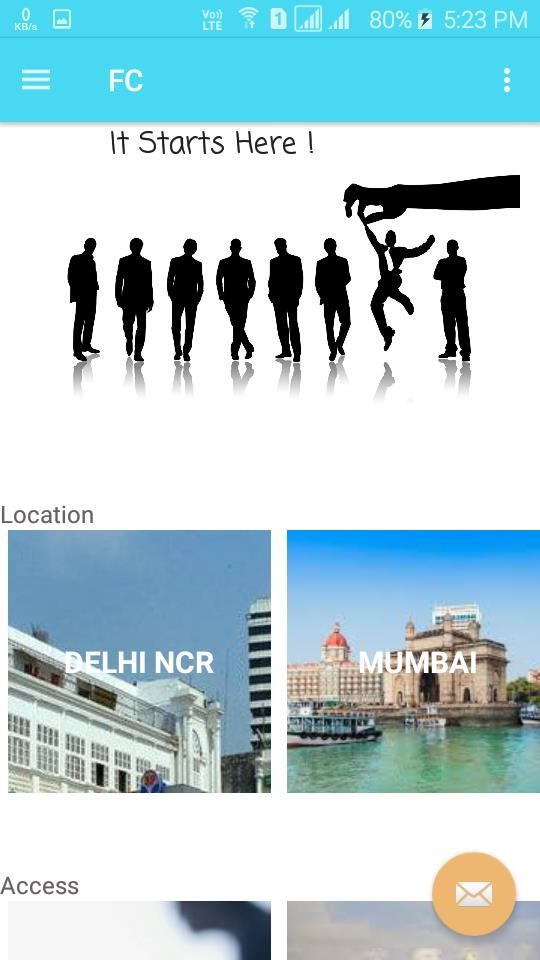 0
KB/s
Vo))
LTE
1
80%
5:23 PM
FC
It Starts Here !
Location
DELHI NCR
MUMBAI
Access